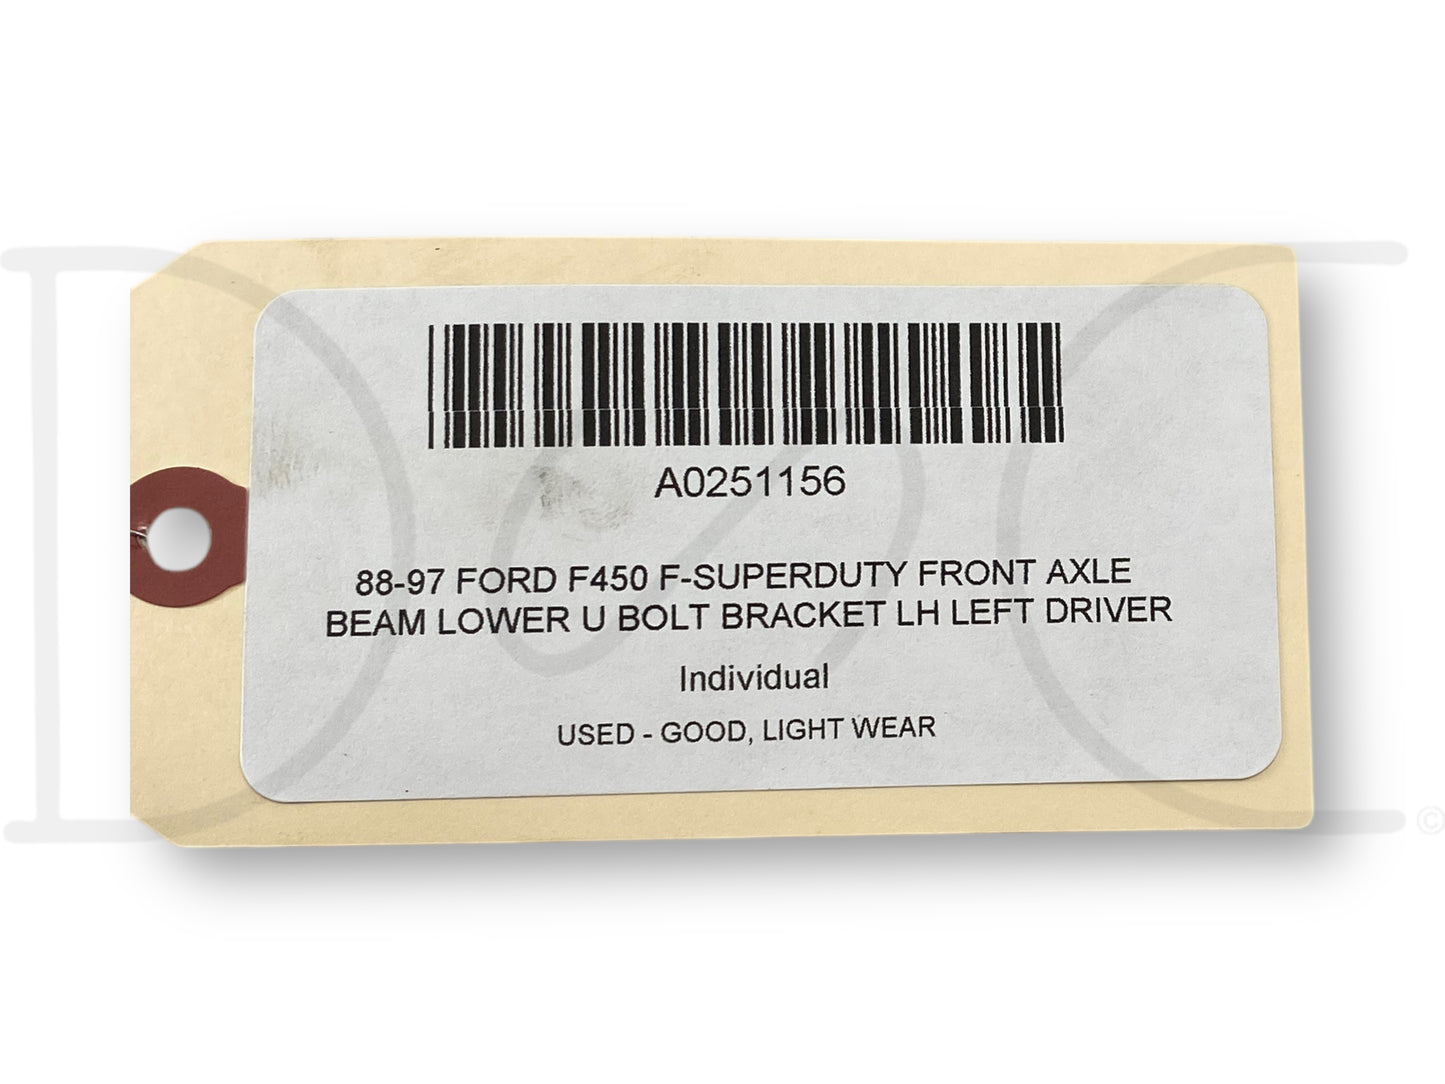 A0251156
88-97 FORD F450 F-SUPERDUTY FRONT AXLE
BEAM LOWER U BOLT BRACKET LH LEFT DRIVER
Individual
USED - GOOD, LIGHT WEAR
©